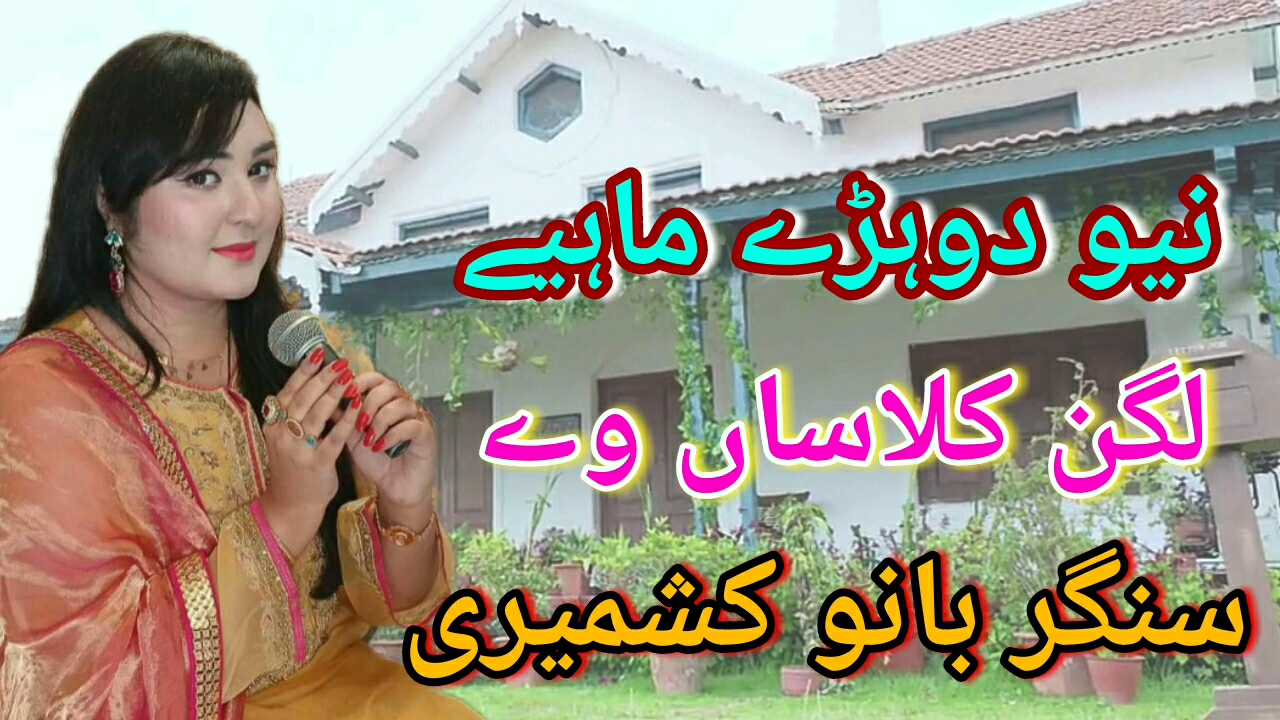 نیو دوہڑے ماہیے
لگن کلاساں وے
سنگر بانو کشمیری